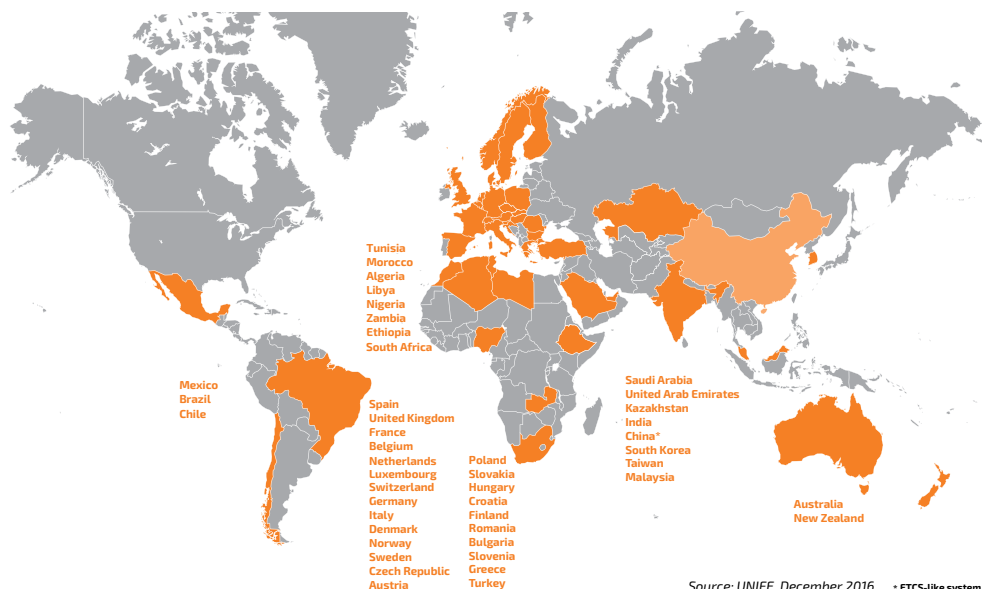 Tunisia
Morocco
Algeria
Libya
Nigeria
Zambia
Ethiopia
South Africa
Mexico
Brazil
Chile
Spain
United Kingdom
France
Belgium
Netherlands
Luxembourg
Switzerland
Germany
Italy
Denmark
Norway
Sweden
Czech Republic
Austria
Poland
Slovakia
Hungary
Croatia
Finland
Romania
Bulgaria
Slovenia
Greece
Turkey
Saudi Arabia
United Arab Emirates
Kazakhstan
India
China*
South Korea
Taiwan
Malaysia
Australia
New Zealand
Source: UNIFE, December 2016 * ETCS-like system